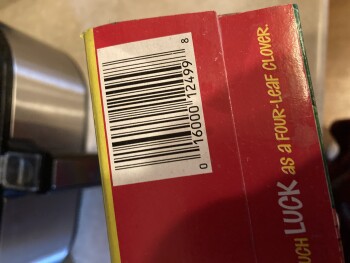 0 16000 12499 8
UCH LUCK AS A FOUR-LEAF CLOVER.